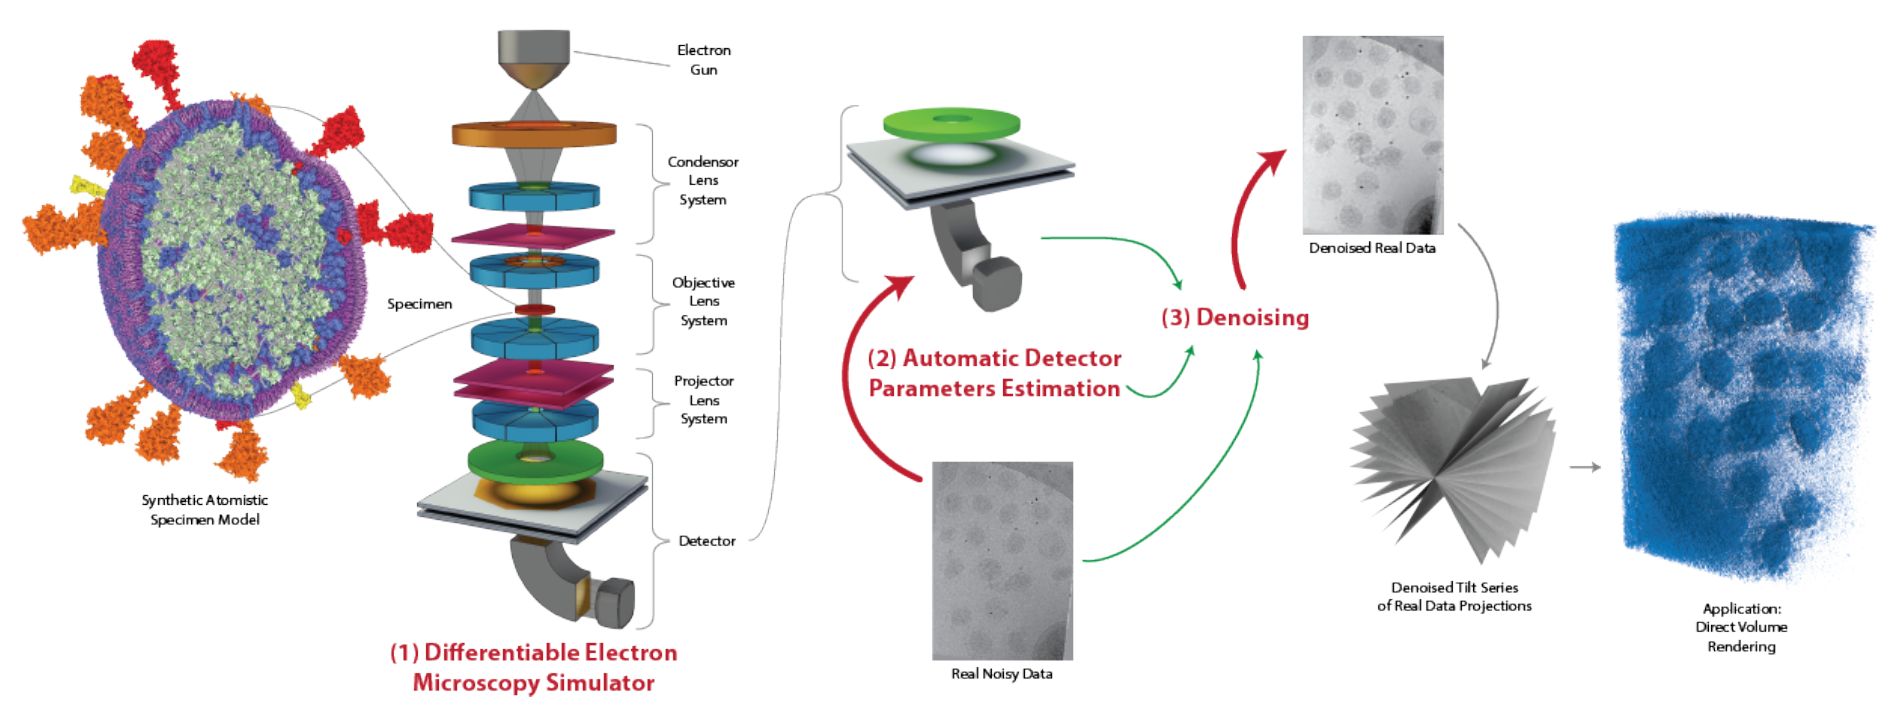 Synthetic Atomistic
Specimen Model
Specimen
Electron
Gun
Condensor
Lens
System
Objective
Lens
System
Projector
Lens
System
Detector
(1) Differentiable Electron
Microscopy Simulator
(2) Automatic Detector
Parameters Estimation
Real Noisy Data
(3) Denoising
Denoised Real Data
Denoised Tilt Series
of Real Data Projections
Application:
Direct Volume
Rendering